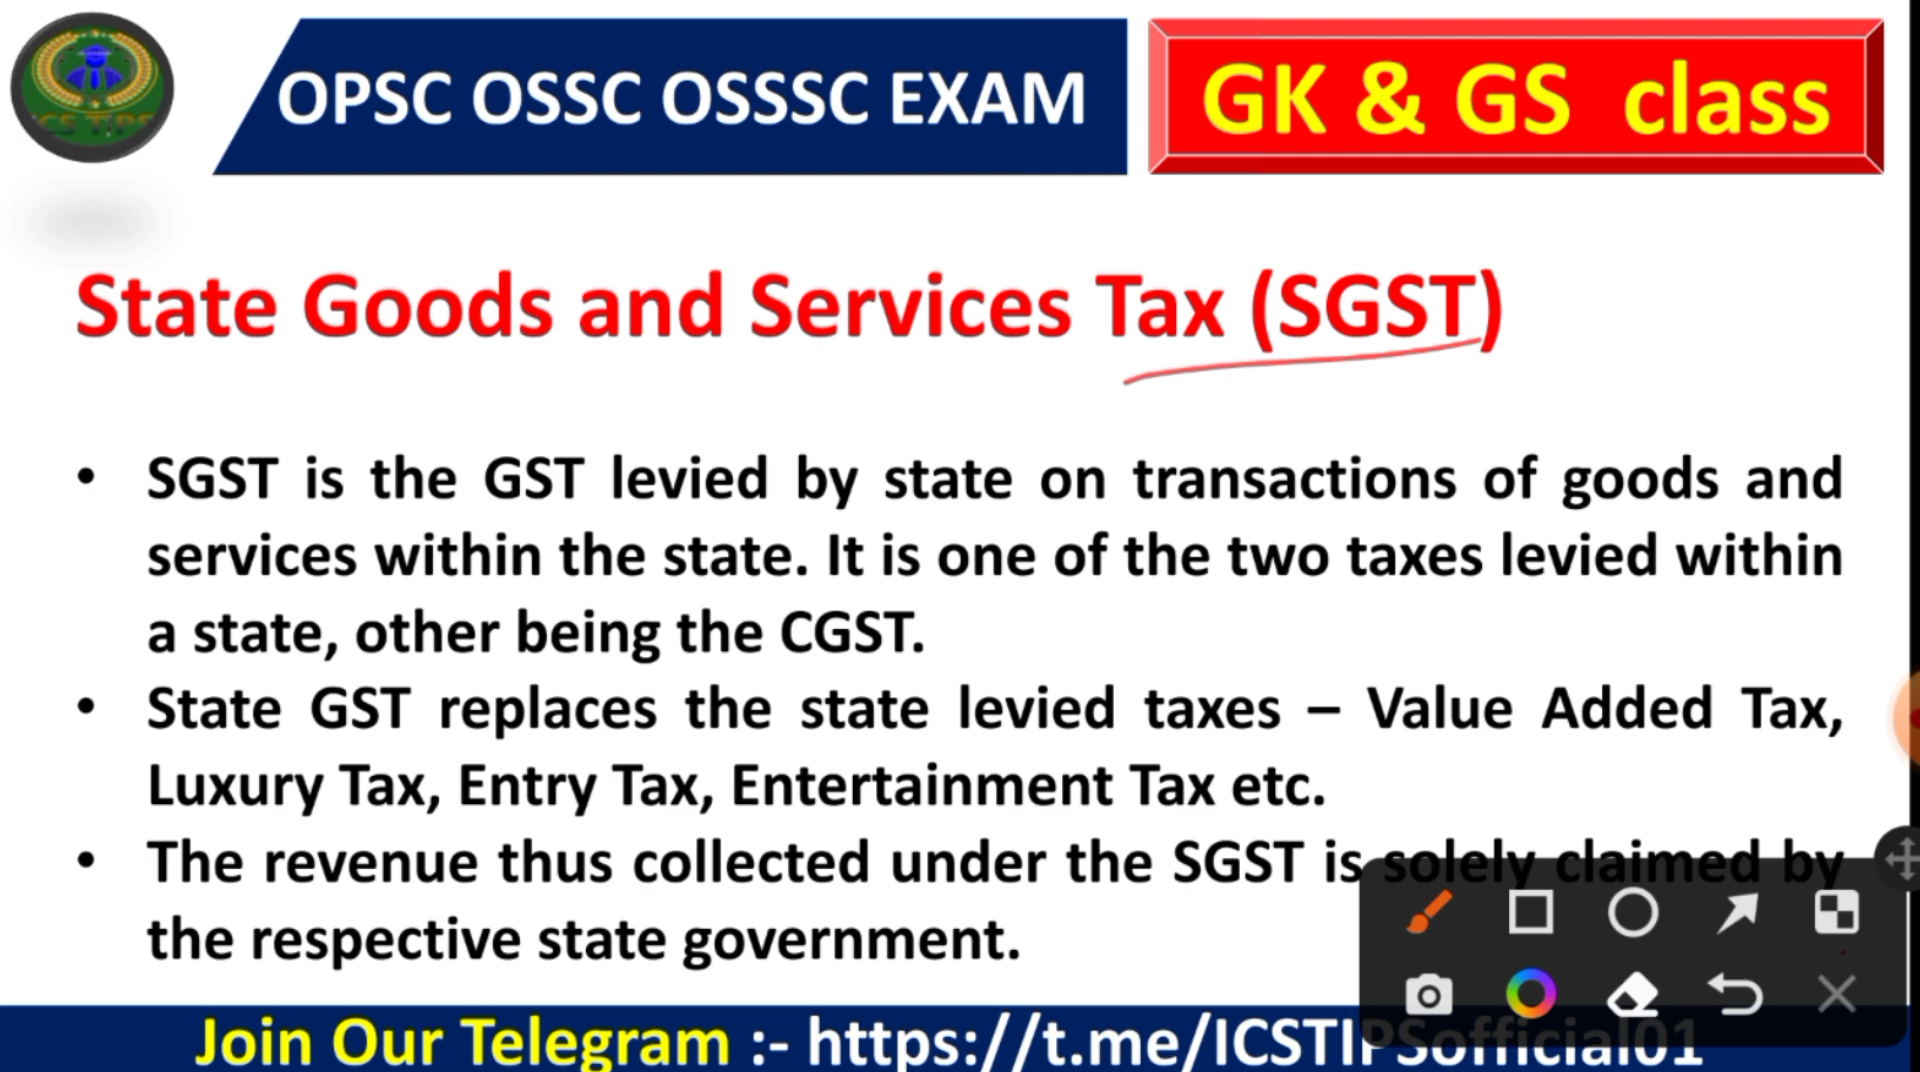 ICS TIPS
OPSC OSSC OSSSC EXAM
GK & GS class
State Goods and Services Tax (SGST)
• SGST is the GST levied by state on transactions of goods and
services within the state. It is one of the two taxes levied within
a state, other being the CGST.
• State GST replaces the state levied taxes – Value Added Tax,
Luxury Tax, Entry Tax, Entertainment Tax etc.
• The revenue thus collected under the SGST is solely claimed by
the respective state government.
Join Our Telegram :- https://t.me/ICSTIPSofficial01